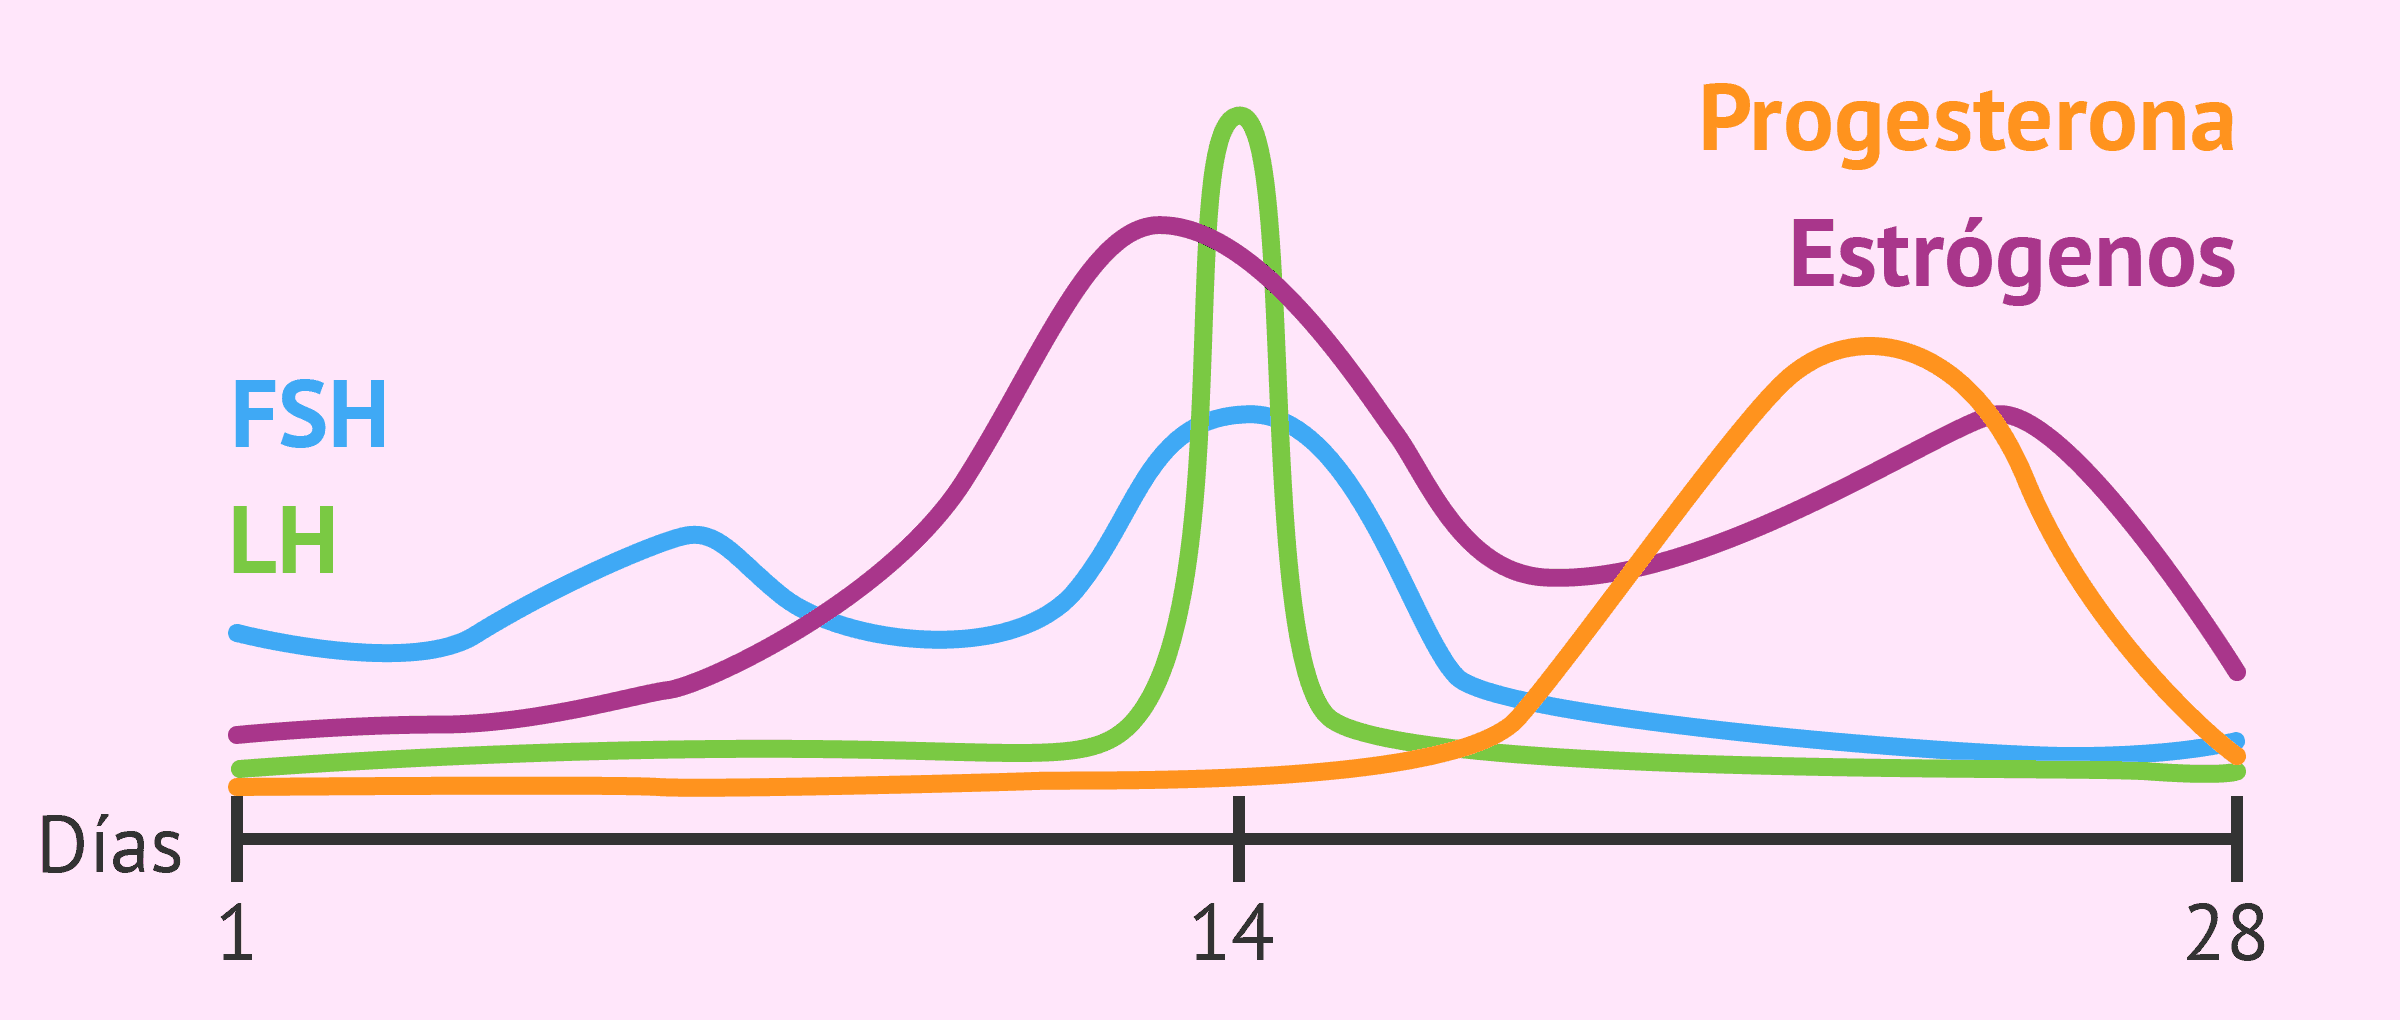 Progesterona
Estrógenos
FSH
LH
Días
1 14 28